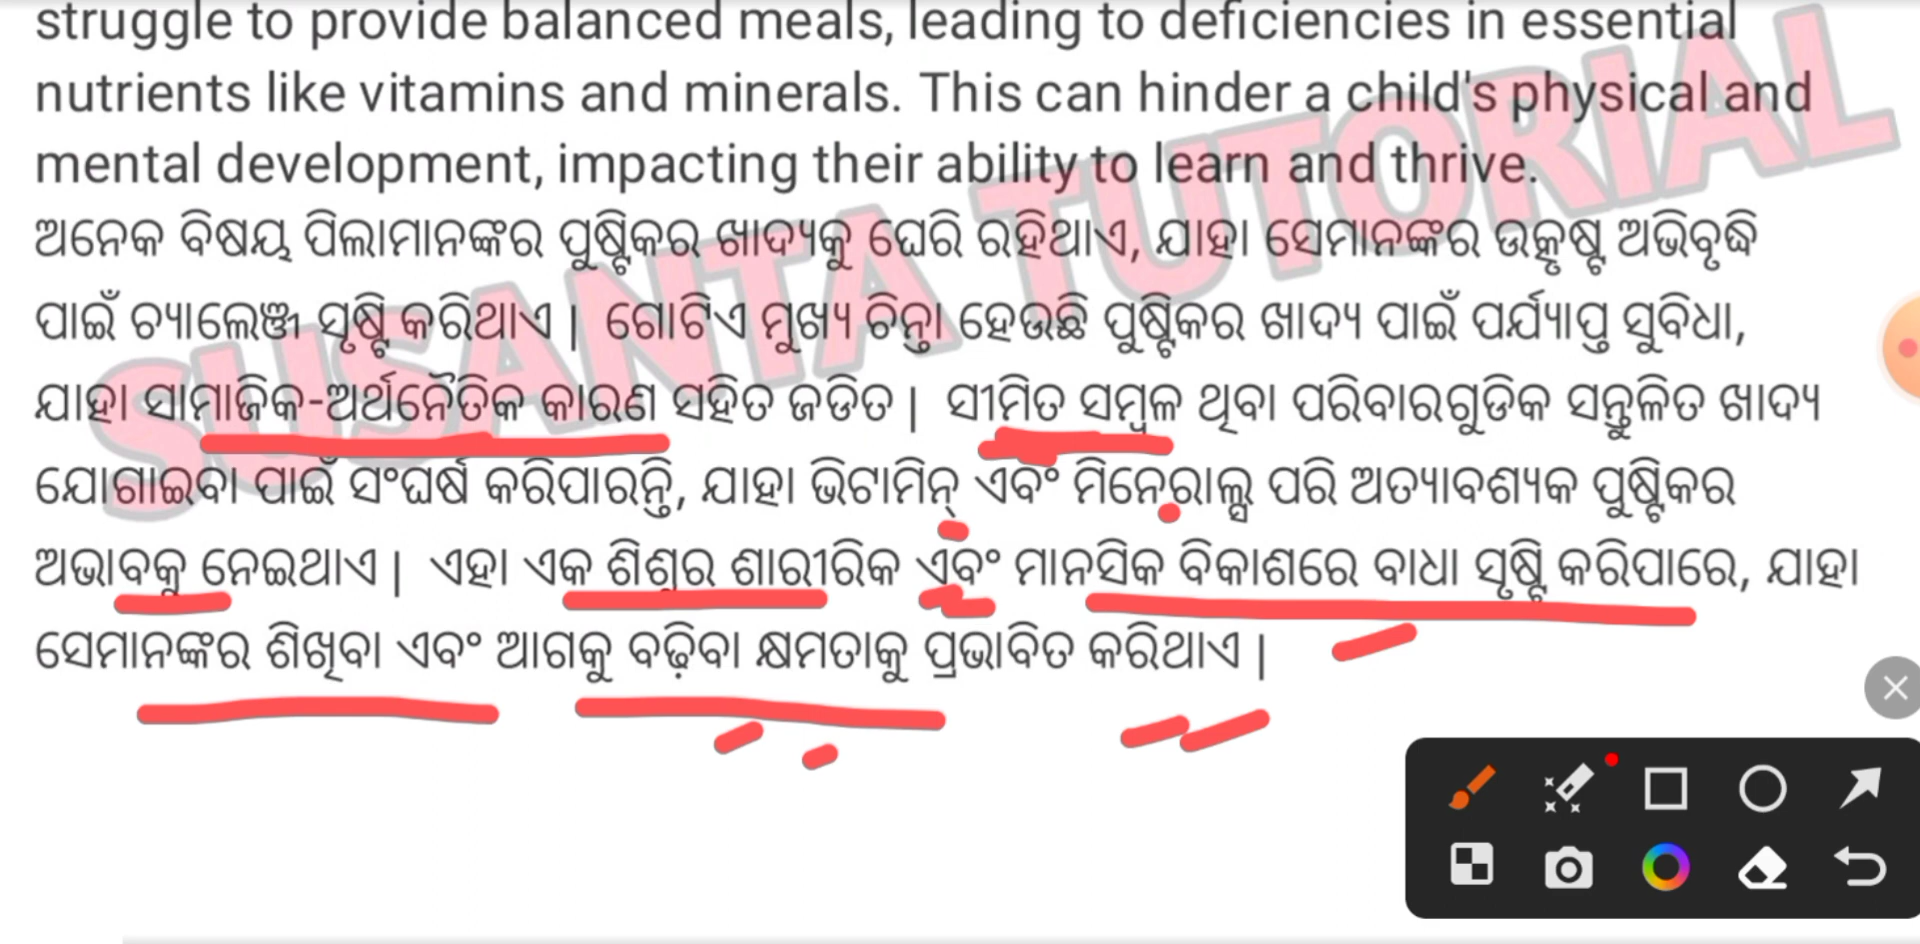 struggle to provide balanced meals, leading to deficiencies in essential
nutrients like vitamins and minerals. This can hinder a child's physical and
mental development, impacting their ability to learn and thrive.
ଅନେକ ବିଷୟ ପିଲାମାନଙ୍କର ପୁଷ୍ଟିକର ଖାଦ୍ୟକୁ ଘେରି ରହିଥାଏ, ଯାହା ସେମାନଙ୍କର ଉତ୍କୃଷ୍ଟ ଅଭିବୃଦ୍ଧି
ପାଇଁ ଚ୍ୟାଲେଞ୍ଜ ସୃଷ୍ଟି କରିଥାଏ | ଗୋଟିଏ ମୁଖ୍ୟ ଚିନ୍ତା ହେଉଛି ପୁଷ୍ଟିକର ଖାଦ୍ୟ ପାଇଁ ପର୍ଯ୍ୟାପ୍ତ ସୁବିଧା,
ଯାହା ସାମାଜିକ-ଅର୍ଥନୈତିକ କାରଣ ସହିତ ଜଡିତ | ସୀମିତ ସମ୍ବଳ ଥିବା ପରିବାରଗୁଡିକ ସନ୍ତୁଳିତ ଖାଦ୍ୟ
ଯୋଗାଇବା ପାଇଁ ସଂଘର୍ଷ କରିପାରନ୍ତି, ଯାହା ଭିଟାମିନ୍ ଏବଂ ମିନେରାଲ୍ସ ପରି ଅତ୍ୟାବଶ୍ୟକ ପୁଷ୍ଟିକର
ଅଭାବକୁ ନେଇଥାଏ | ଏହା ଏକ ଶିଶୁର ଶାରୀରିକ ଏବଂ ମାନସିକ ବିକାଶରେ ବାଧା ସୃଷ୍ଟି କରିପାରେ, ଯାହା
ସେମାନଙ୍କର ଶିଖିବା ଏବଂ ଆଗକୁ ବଢ଼ିବା କ୍ଷମତାକୁ ପ୍ରଭାବିତ କରିଥାଏ |
SUSANTA TUTORIAL